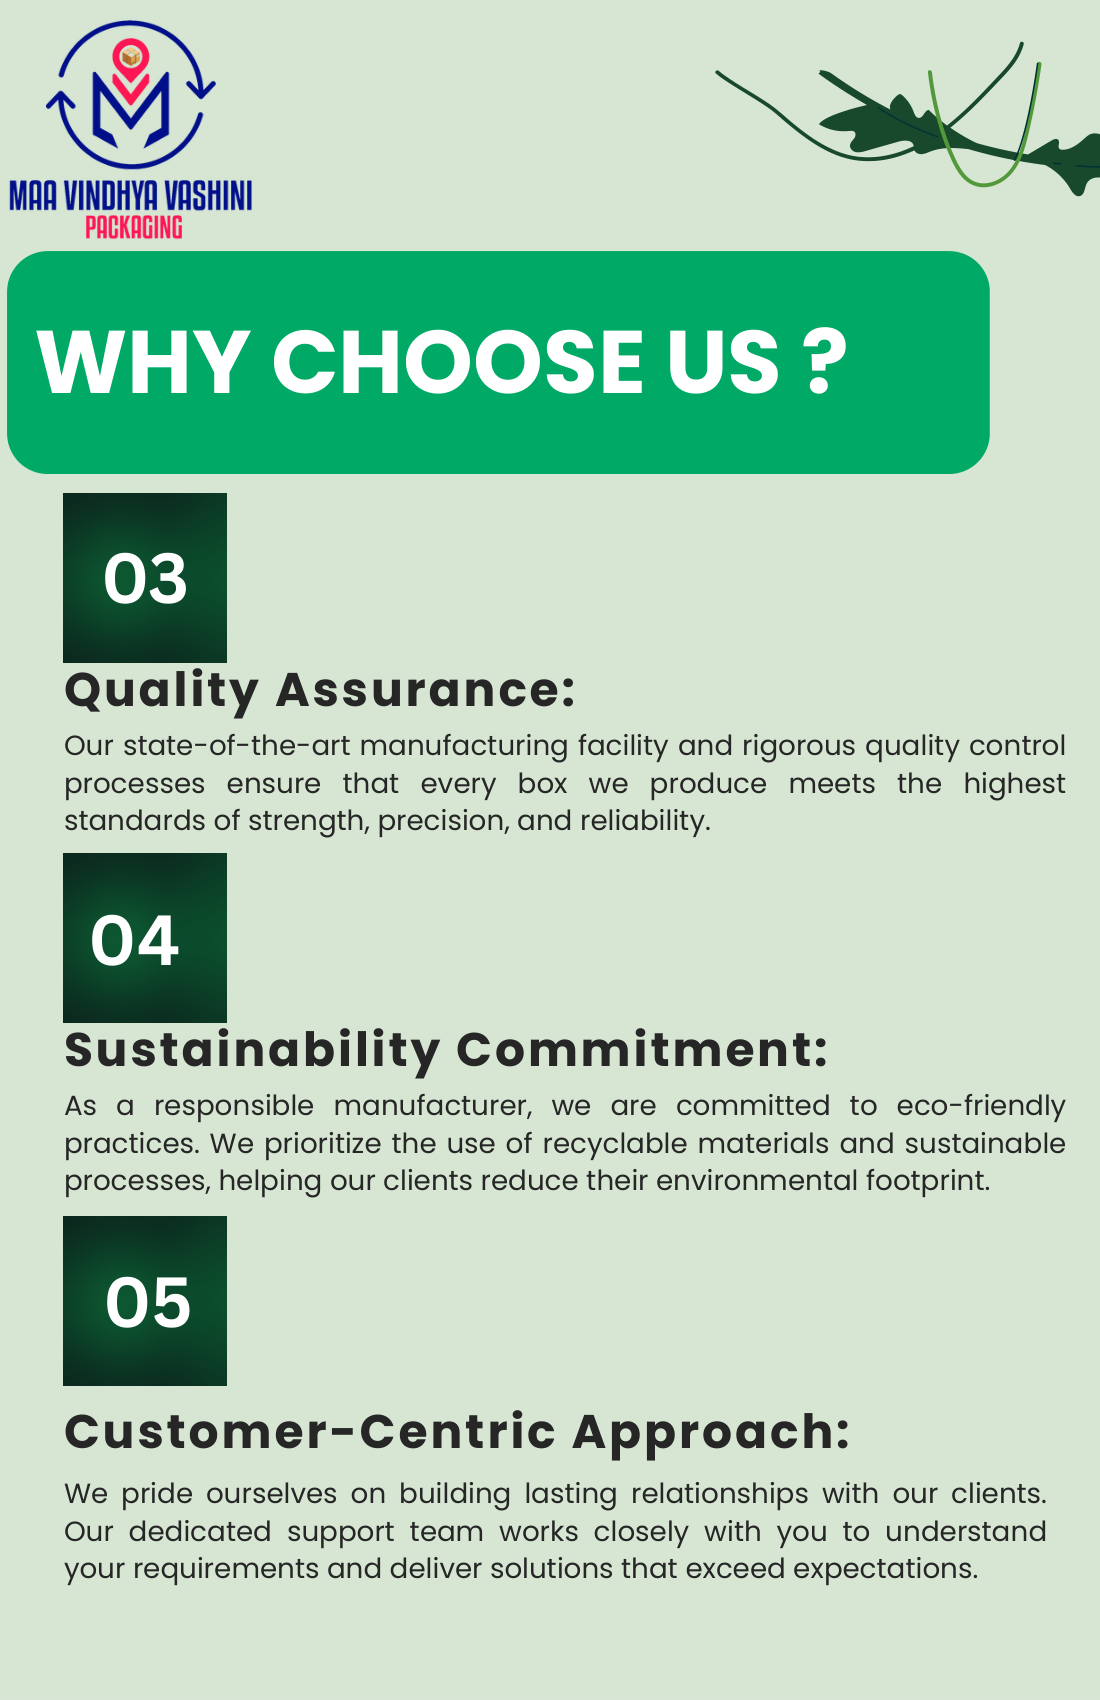 MAA VINDHYA VASHINI
PACKAGING
WHY CHOOSE US ?
03
Quality Assurance:
Our state-of-the-art manufacturing facility and rigorous quality control
processes ensure that every box we produce meets the highest
standards of strength, precision, and reliability.
04
Sustainability Commitment:
As a responsible manufacturer, we are committed to eco-friendly
practices. We prioritize the use of recyclable materials and sustainable
processes, helping our clients reduce their environmental footprint.
05
Customer-Centric Approach:
We pride ourselves on building lasting relationships with our clients.
Our dedicated support team works closely with you to understand
your requirements and deliver solutions that exceed expectations.